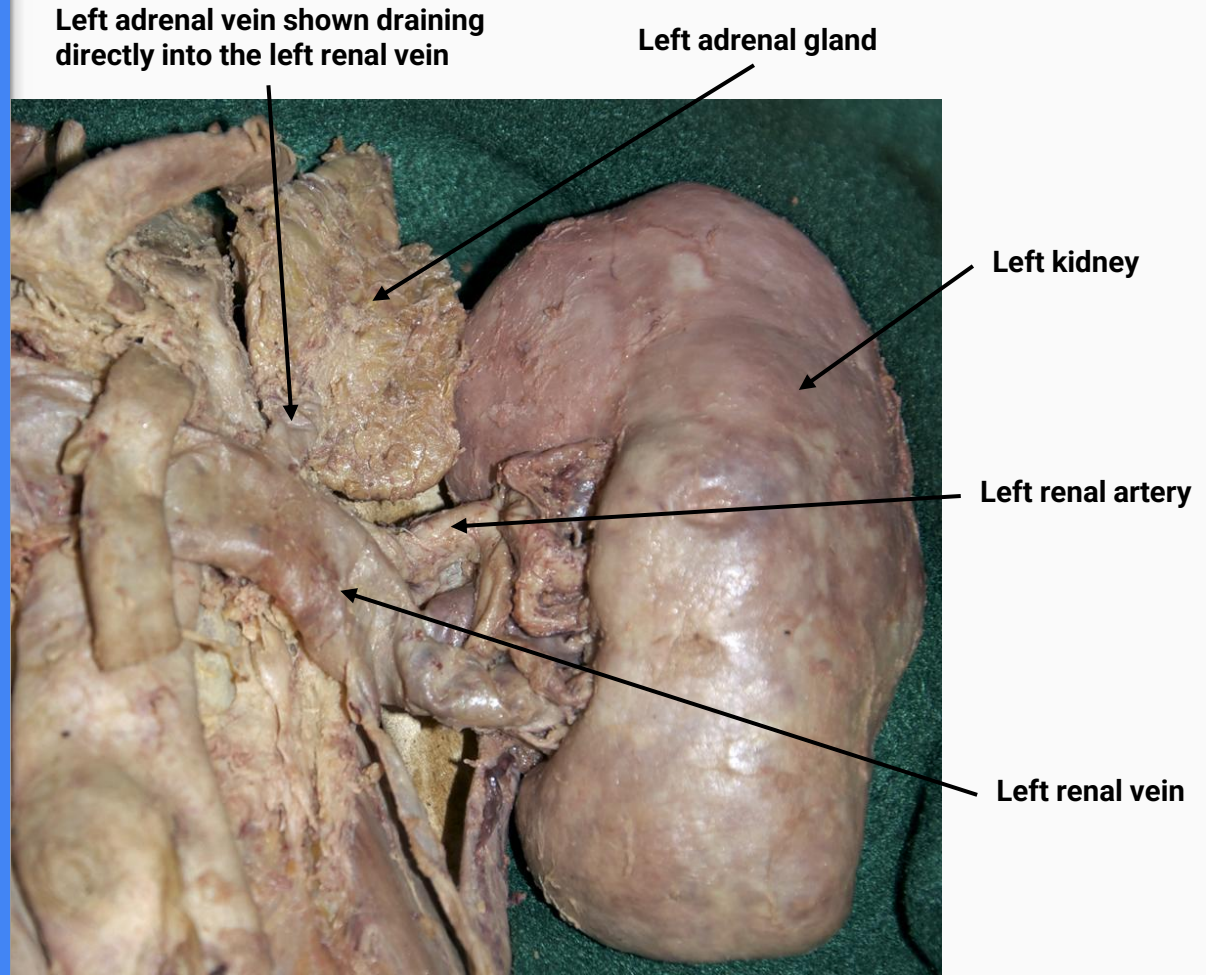 Left adrenal vein shown draining
directly into the left renal vein
Left adrenal gland
Left kidney
Left renal artery
Left renal vein